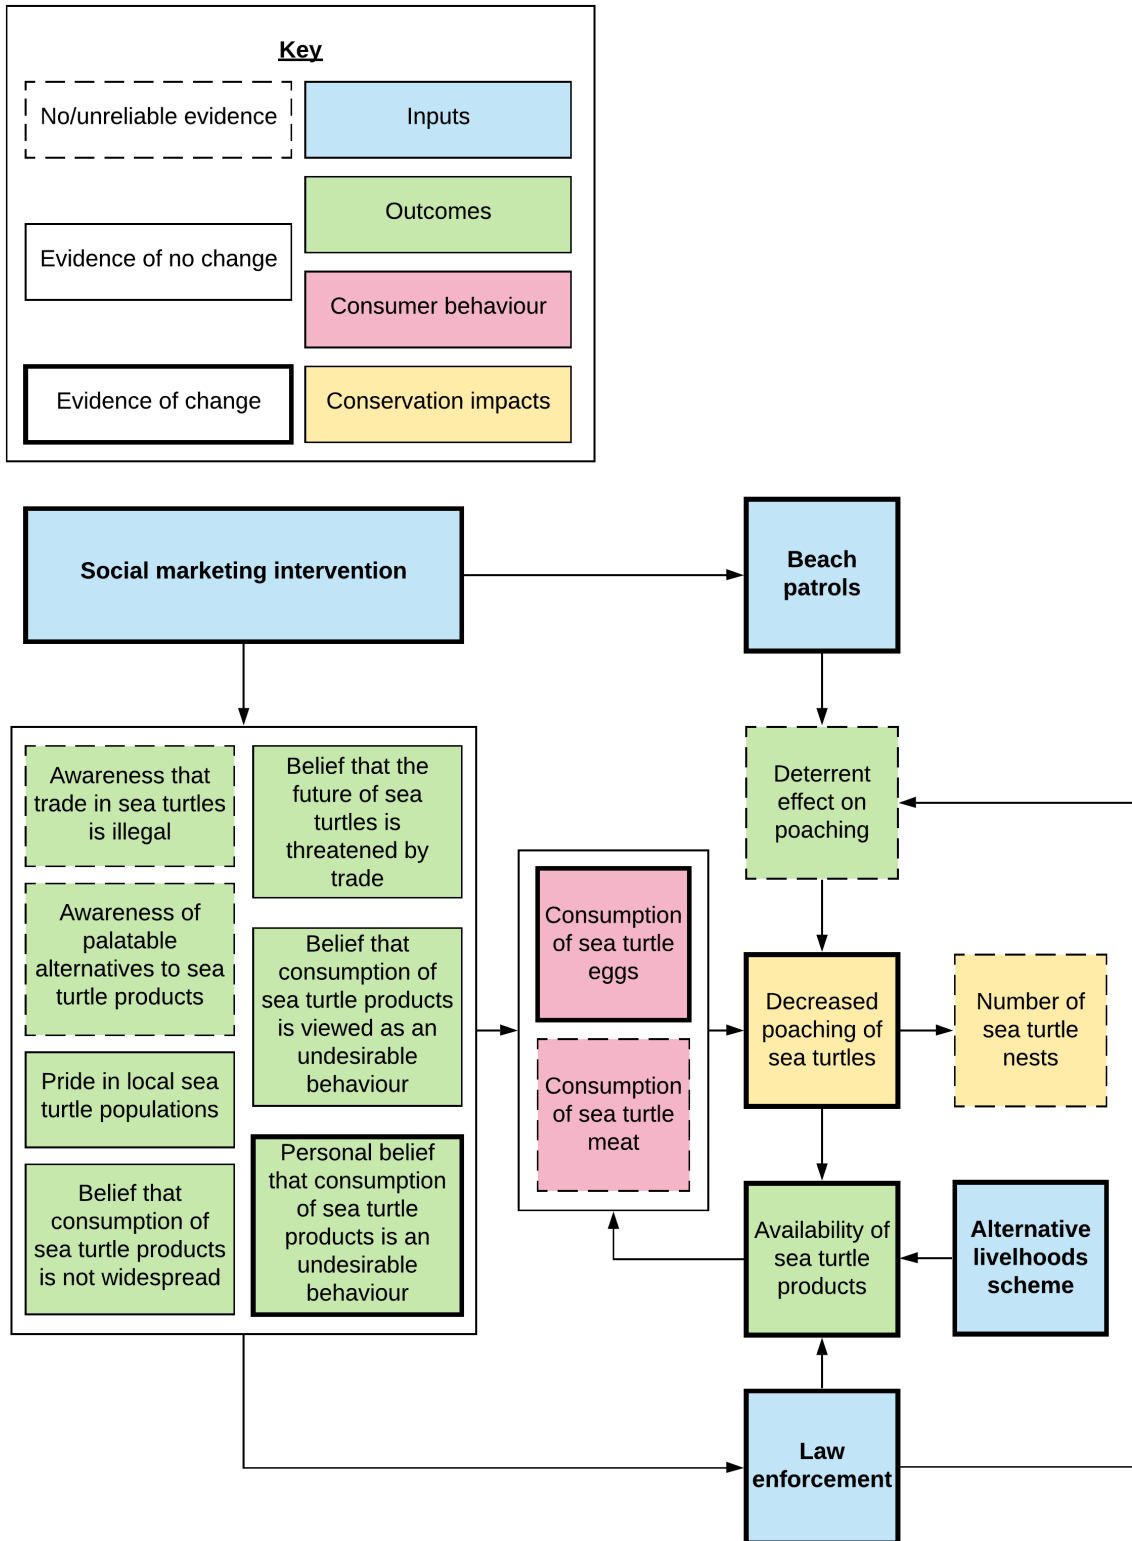 Key
No/unreliable evidence
Inputs
Outcomes
Evidence of no change
Consumer behaviour
Evidence of change
Conservation impacts
Social marketing intervention
Beach
patrols
Awareness that
trade in sea turtles
is illegal
Belief that the
future of sea
turtles is
threatened by
trade
Deterrent
effect on
poaching
Awareness of
palatable
alternatives to sea
turtle products
Belief that
consumption of
sea turtle products
is viewed as an
undesirable
behaviour
Consumption
of sea turtle
eggs
Decreased
poaching of
sea turtles
Number of
sea turtle
nests
Pride in local sea
turtle populations
Consumption
of sea turtle
meat
Belief that
consumption of
sea turtle products
is not widespread
Personal belief
that consumption
of sea turtle
products is an
undesirable
behaviour
Availability of
sea turtle
products
Alternative
livelhoods
scheme
Law
enforcement